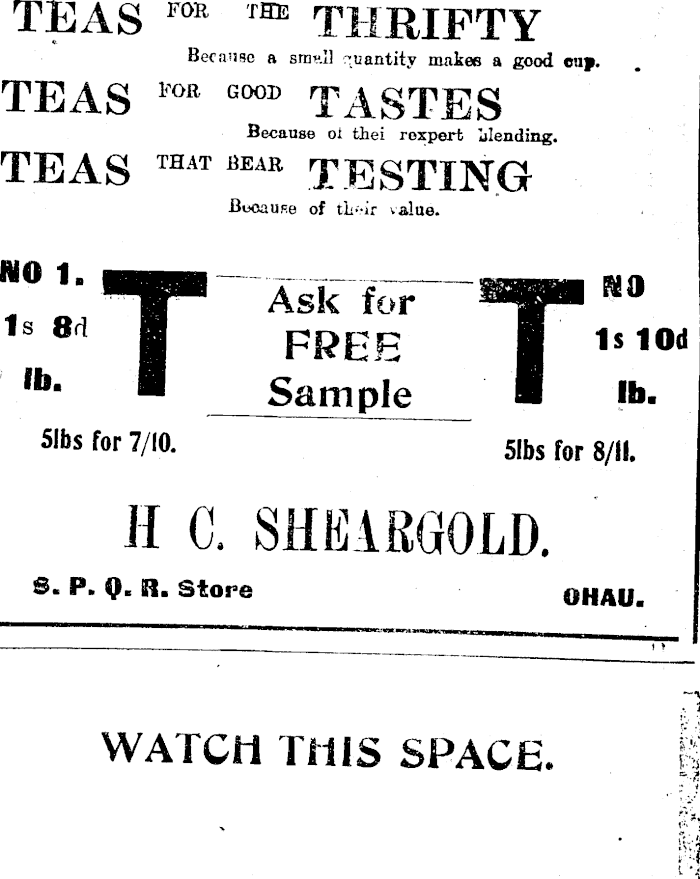 TEAS FOR THE THRIFTY
Because a small quantity makes a good cup.
TEAS FOR GOOD TASTES
Because of thei rexpert blending.
TEAS THAT BEAR TESTING
Because of their value.
NO 1. T Ask for T NO
1s 8d FREE 1s 10d
lb. Sample lb.
5lbs for 7/10. 5lbs for 8/11.
H C. SHEARGOLD.
S. P. Q. R. Store OHAU.
WATCH THIS SPACE.